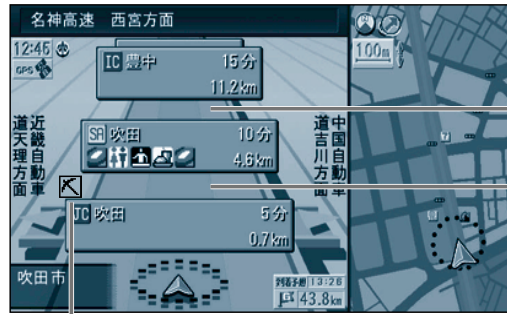 名神高速 西宮方面
12:46
GPS
IC 豊中 15分
11.2km
SA 吹田 10分
4.6km
JC 吹田 5分
0.7km
近畿自動車
道天理方面
中国自動車
道吉川方面
吹田市
到着予想 13:26
43.8km
100m